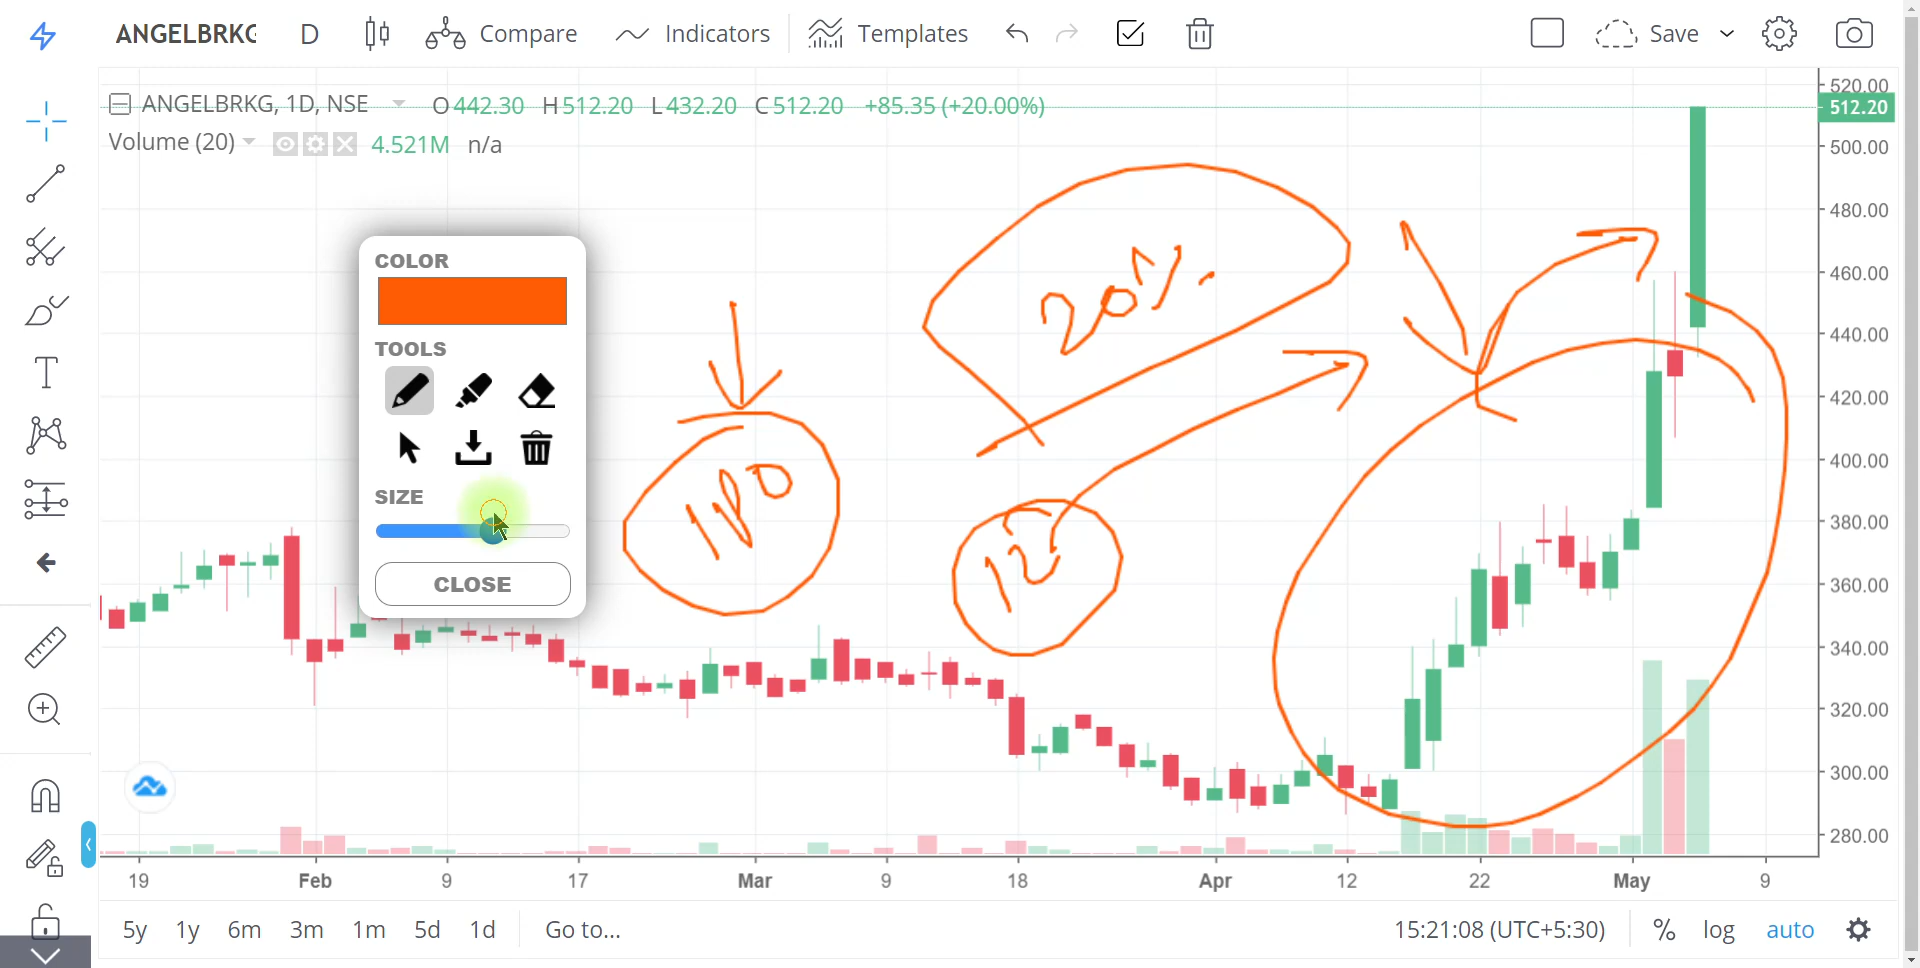 ANGELBRKG D Compare Indicators Templates Save
ANGELBRKG, 1D, NSE O442.30 H512.20 L432.20 C512.20 +85.35 (+20.00%)
Volume (20) 4.521M n/a
520.00
512.20
500.00
480.00
460.00
440.00
420.00
400.00
380.00
360.00
340.00
320.00
300.00
280.00
COLOR
TOOLS
SIZE
CLOSE
20%
19 Feb 9 17 Mar 9 18 Apr 12 22 May 9
5y 1y 6m 3m 1m 5d 1d Go to... 15:21:08 (UTC+5:30) % log auto